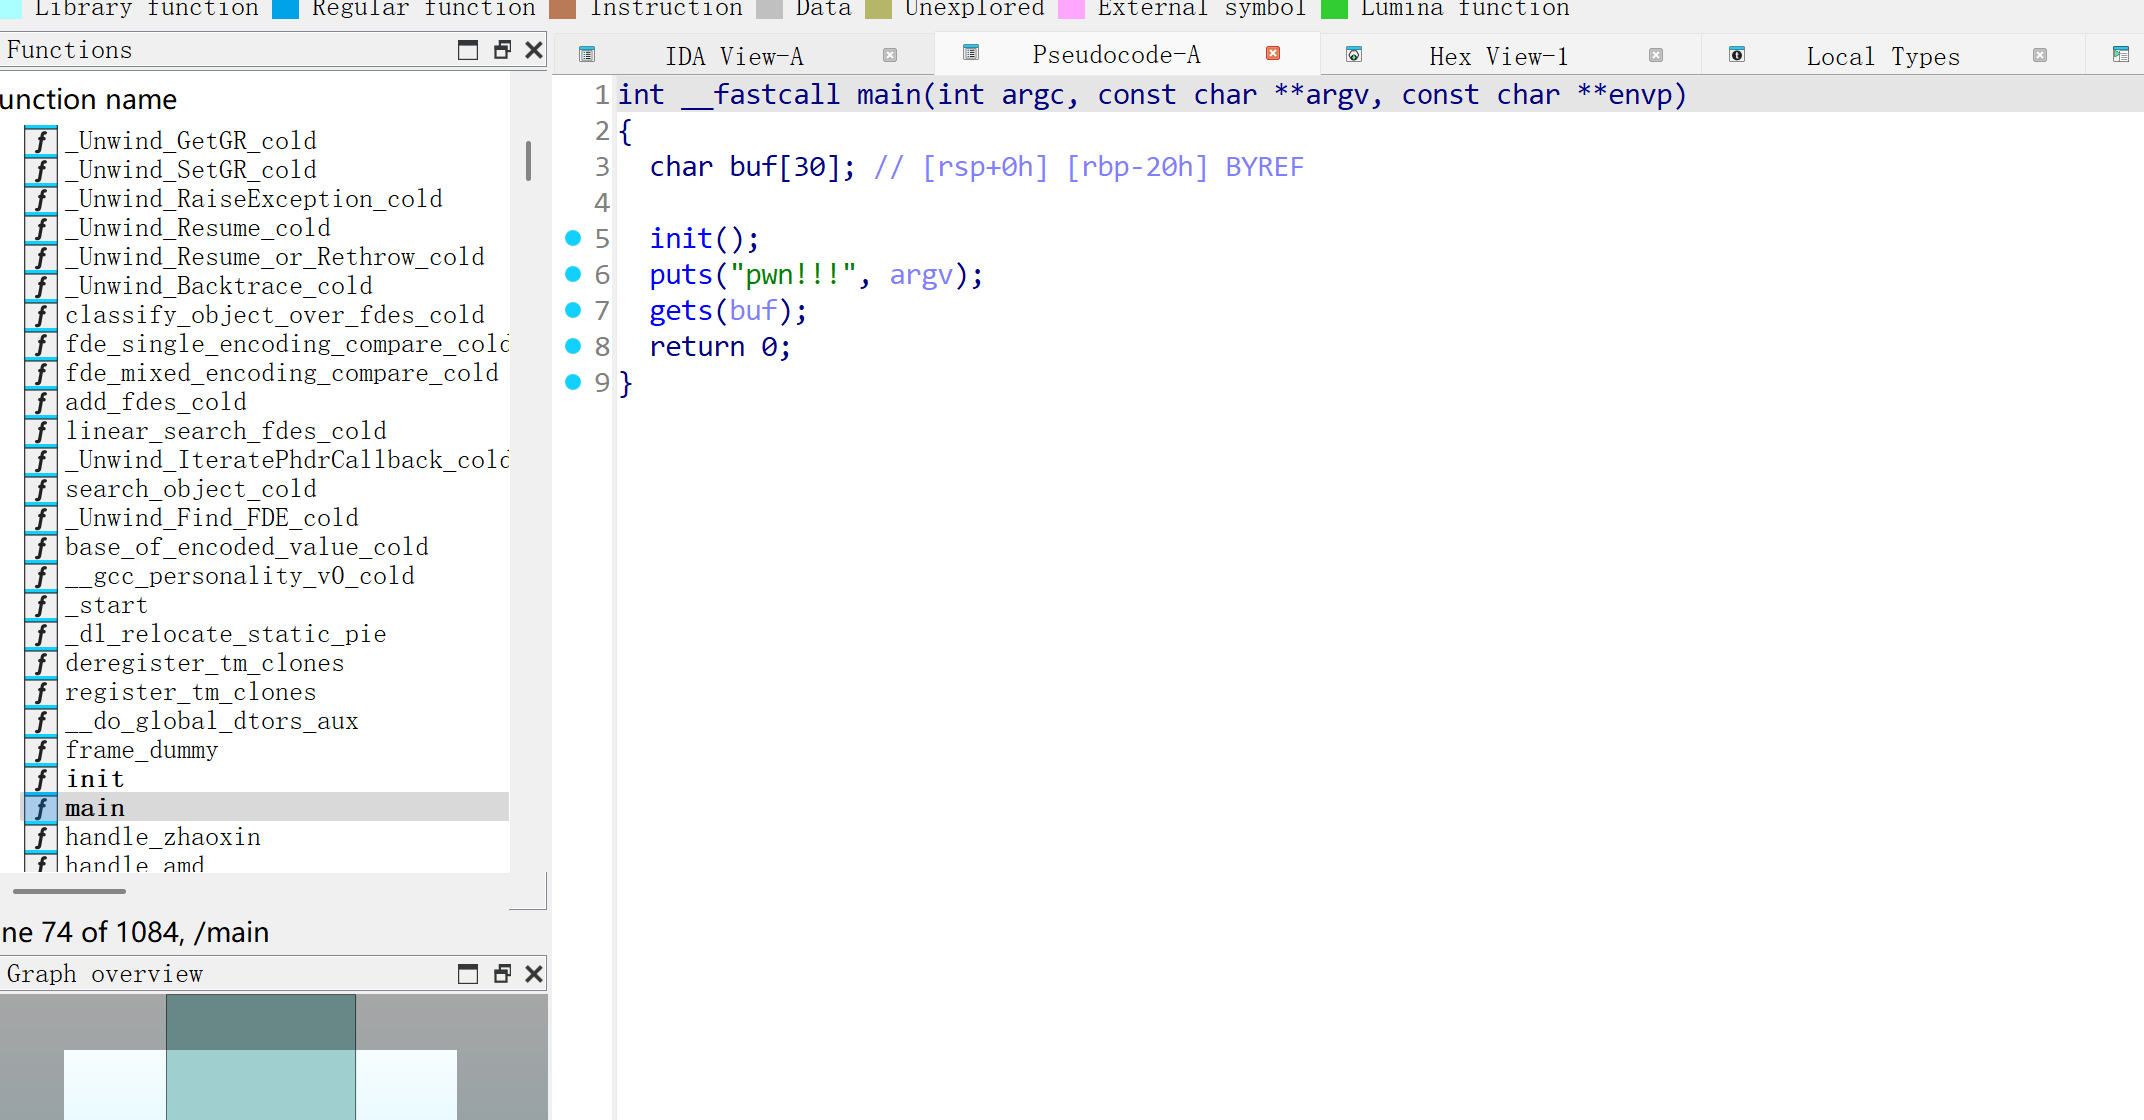 Library function Regular function Instruction Data Unexplored External symbol Lumina function
Functions
unction name
_Unwind_GetGR_cold
_Unwind_SetGR_cold
_Unwind_RaiseException_cold
_Unwind_Resume_cold
_Unwind_Resume_or_Rethrow_cold
_Unwind_Backtrace_cold
classify_object_over_fdes_cold
fde_single_encoding_compare_cold
fde_mixed_encoding_compare_cold
add_fdes_cold
linear_search_fdes_cold
_Unwind_IteratePhdrCallback_cold
search_object_cold
_Unwind_Find_FDE_cold
base_of_encoded_value_cold
__gcc_personality_v0_cold
_start
_dl_relocate_static_pie
deregister_tm_clones
register_tm_clones
__do_global_dtors_aux
frame_dummy
init
main
handle_zhaoxin
handle_amd
ne 74 of 1084, /main
Graph overview
IDA View-A Pseudocode-A Hex View-1 Local Types
1 int __fastcall main(int argc, const char **argv, const char **envp)
2 {
3 char buf[30]; // [rsp+0h] [rbp-20h] BYREF
4
5 init();
6 puts("pwn!!!", argv);
7 gets(buf);
8 return 0;
9 }